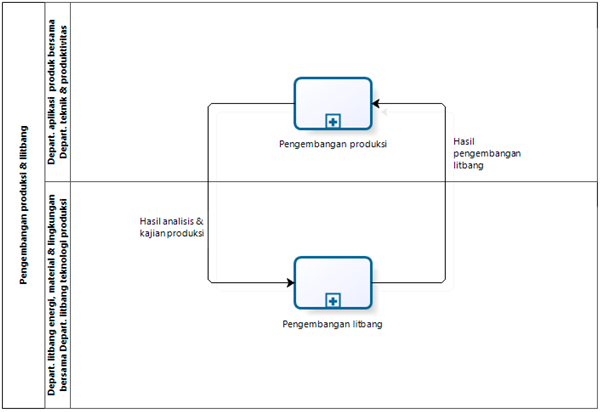 Pengembangan produksi & lilitbang
Depart. aplikasi produk bersama
Depart. teknik & produktivitas
Pengembangan produksi
Hasil
pengembangan
litbang
Hasil analisis &
kajian produksi
Depart. litbang energi, material & lingkungan
bersama Depart. litbang teknologi produksi
Pengembangan litbang